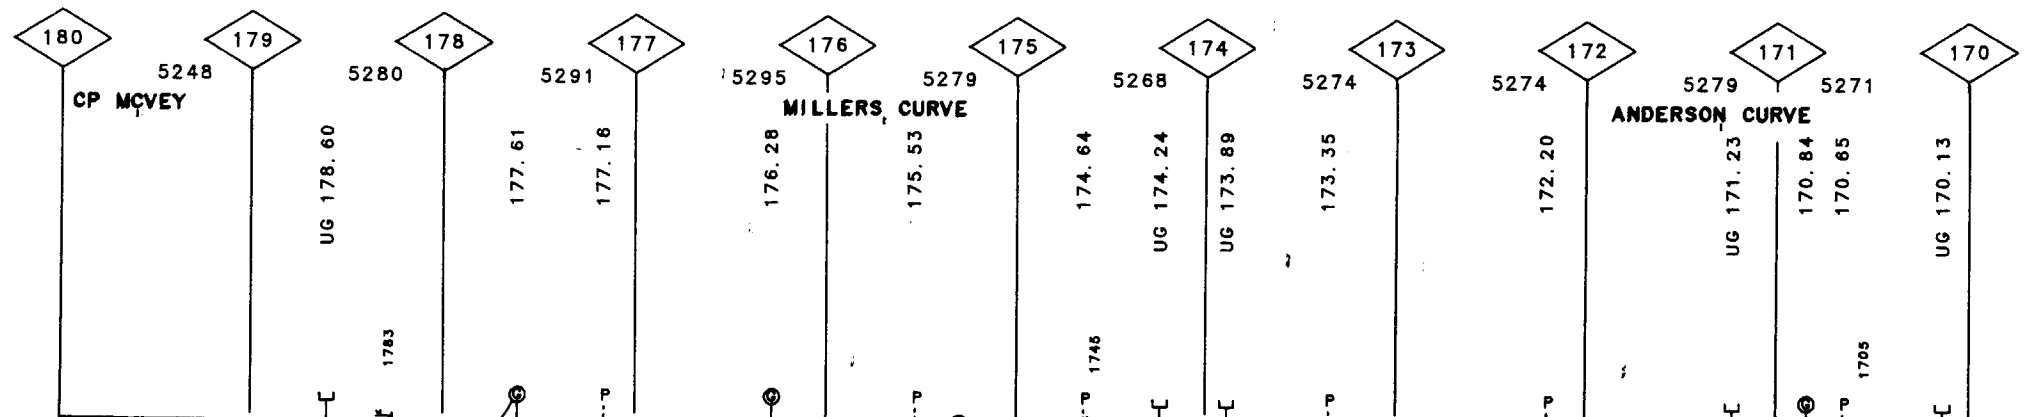 180 179 178 177 176 175 174 173 172 171 170
5248 5280 5291 5295 5279 5268 5274 5274 5279 5271
CP MCVEY MILLERS CURVE ANDERSON CURVE
UG 178.60
177.61
177.16
176.28
175.53
174.64
UG 174.24
UG 173.89
173.35
172.20
UG 171.23
170.84
170.65
UG 170.13
1783 1745 1705
G P G P P P P G P